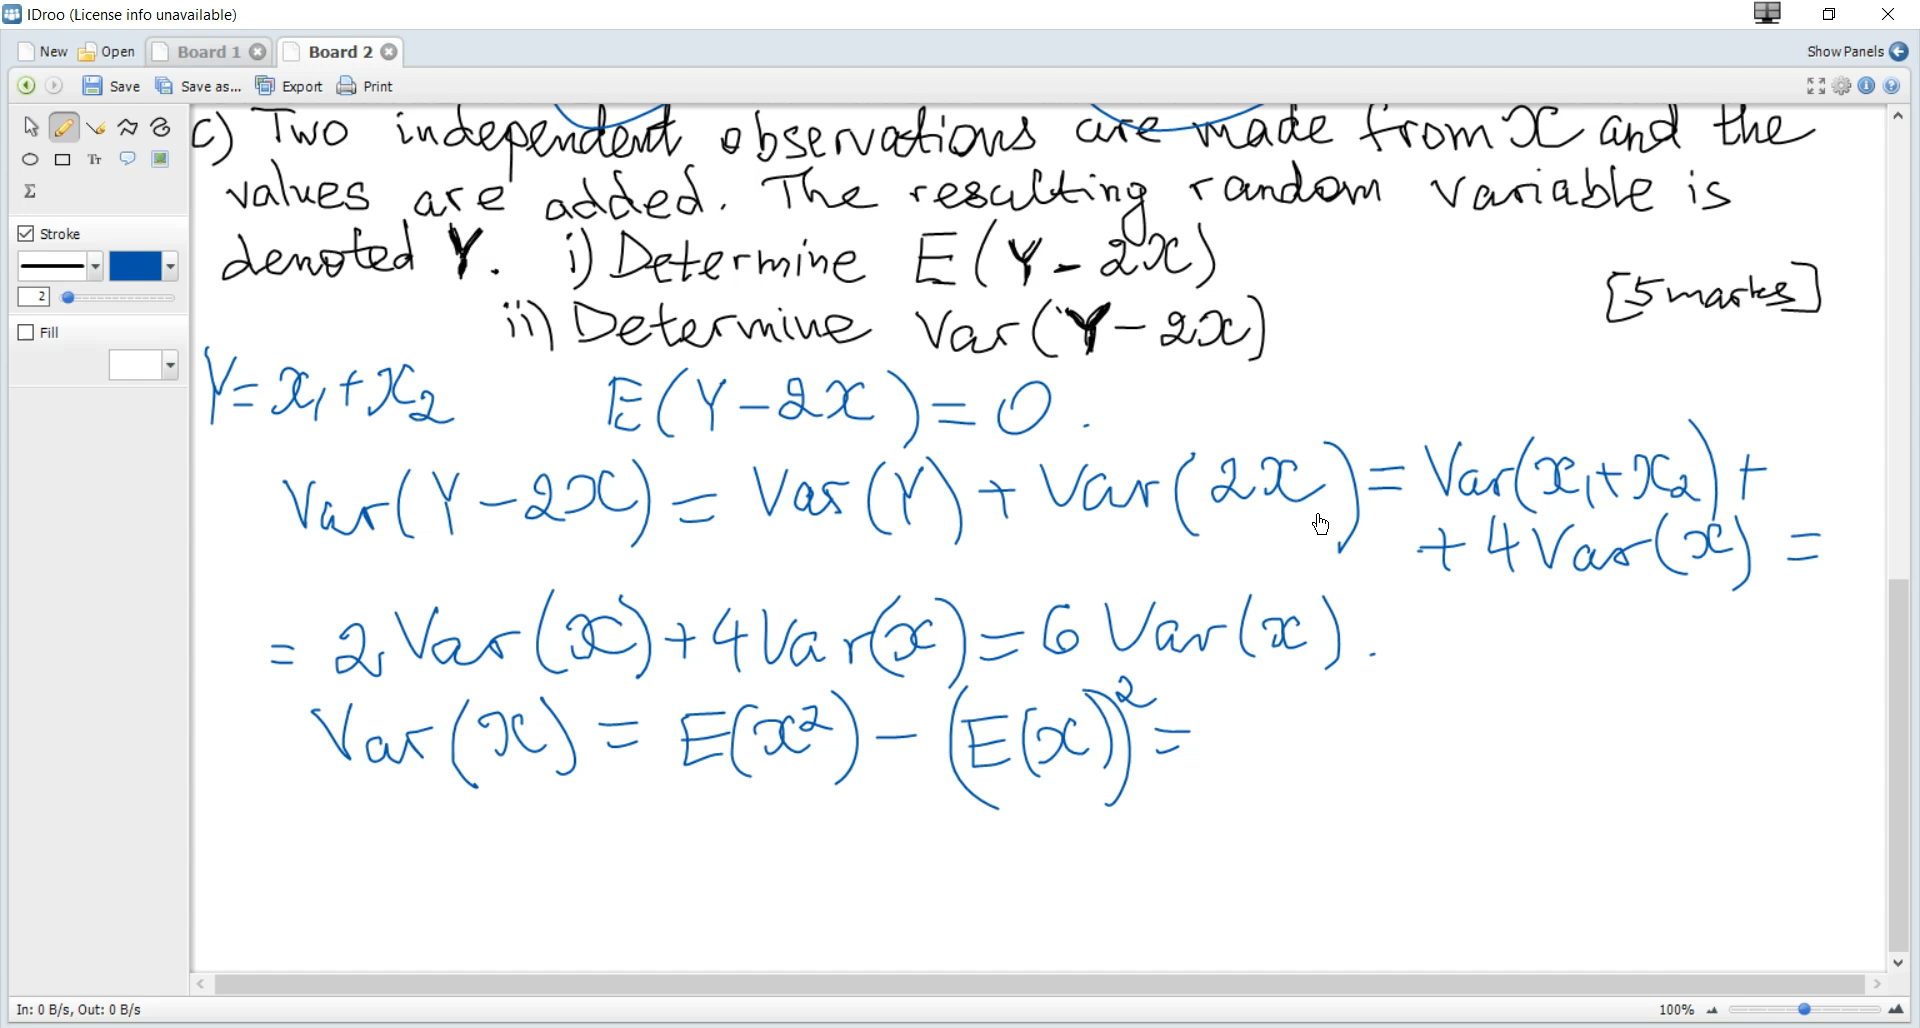 IDroo (License info unavailable)
New Open Board 1 Board 2 Show Panels
Save Save as... Export Print
c) Two independent observations are made from X and the
values are added. The resulting random variable is
denoted Y. i) Determine E(Y-2X)
[5 marks]
ii) Determine Var(Y-2X)
Y=X₁+X₂ E(Y-2X)=0.
Var(Y-2X)=Var(Y)+Var(2X)=Var(X₁+X₂)+
+4Var(X)=
=2Var(X)+4Var(X)=6Var(X).
Var(X)=E(X²)-(E(X))²=
Tr
Σ
Stroke
2
Fill
In: 0 B/s, Out: 0 B/s 100%